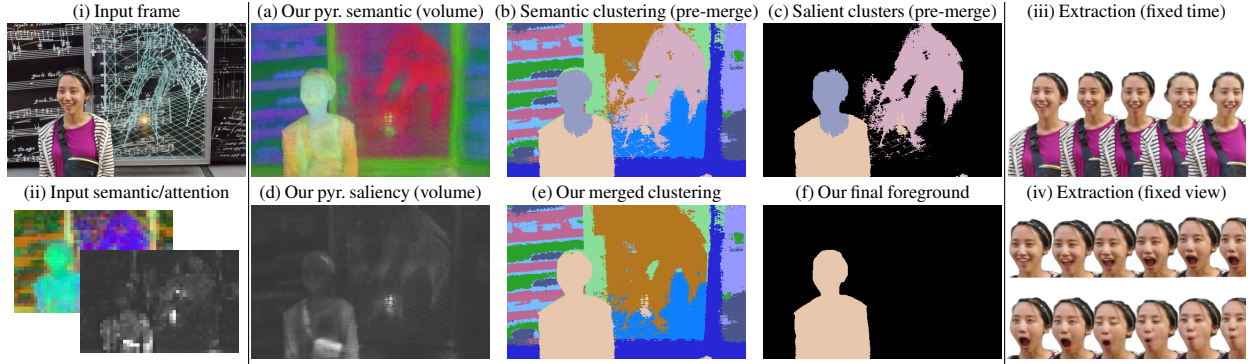 (i) Input frame
(a) Our pyr. semantic (volume)
(b) Semantic clustering (pre-merge)
(c) Salient clusters (pre-merge)
(iii) Extraction (fixed time)
(ii) Input semantic/attention
(d) Our pyr. saliency (volume)
(e) Our merged clustering
(f) Our final foreground
(iv) Extraction (fixed view)